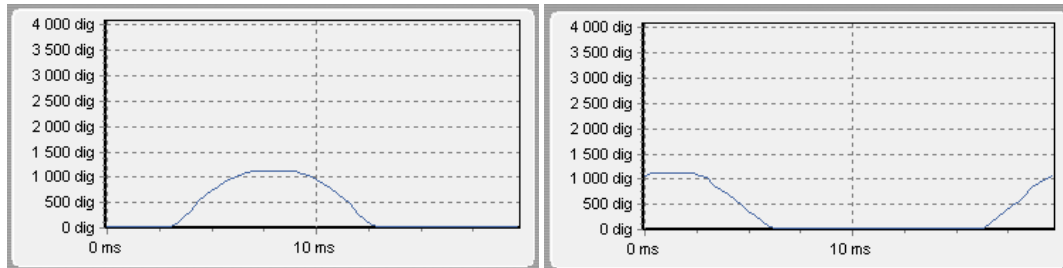 4 000 dig
3 500 dig
3 000 dig
2 500 dig
2 000 dig
1 500 dig
1 000 dig
500 dig
0 dig
0 ms
10 ms
4 000 dig
3 500 dig
3 000 dig
2 500 dig
2 000 dig
1 500 dig
1 000 dig
500 dig
0 dig
0 ms
10 ms